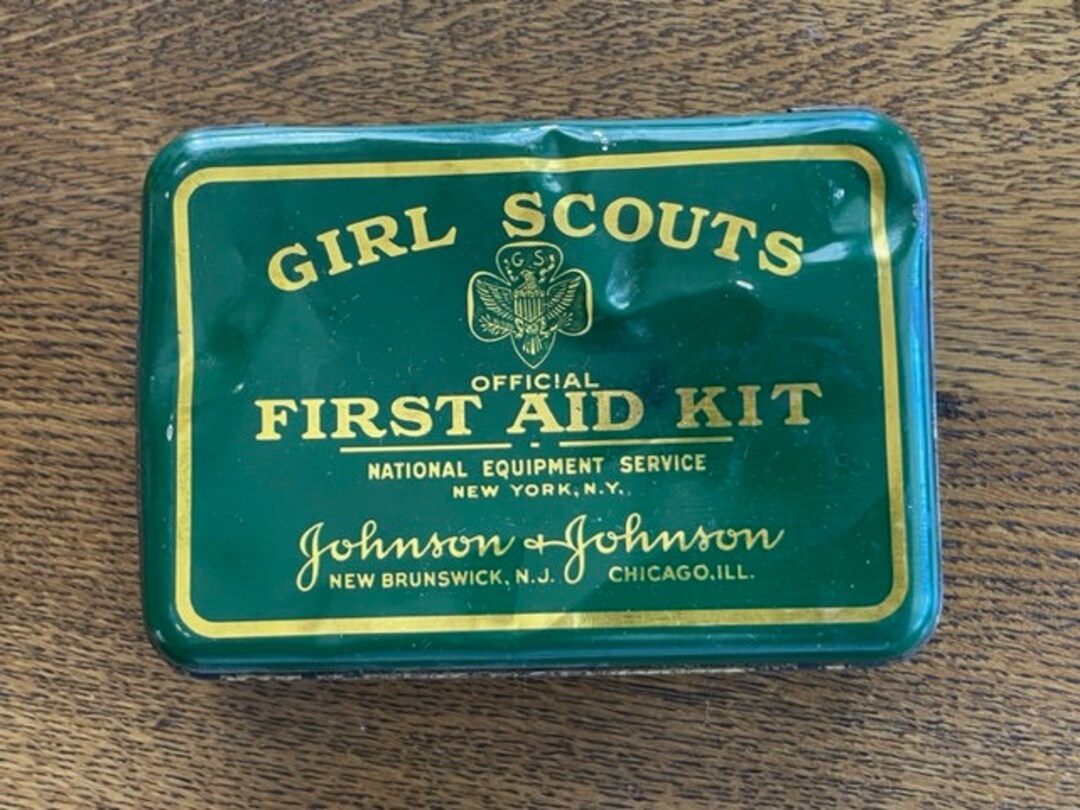 GIRL SCOUTS
G S
OFFICIAL
FIRST AID KIT
NATIONAL EQUIPMENT SERVICE
NEW YORK, N.Y.
Johnson & Johnson
NEW BRUNSWICK, N.J. CHICAGO, ILL.